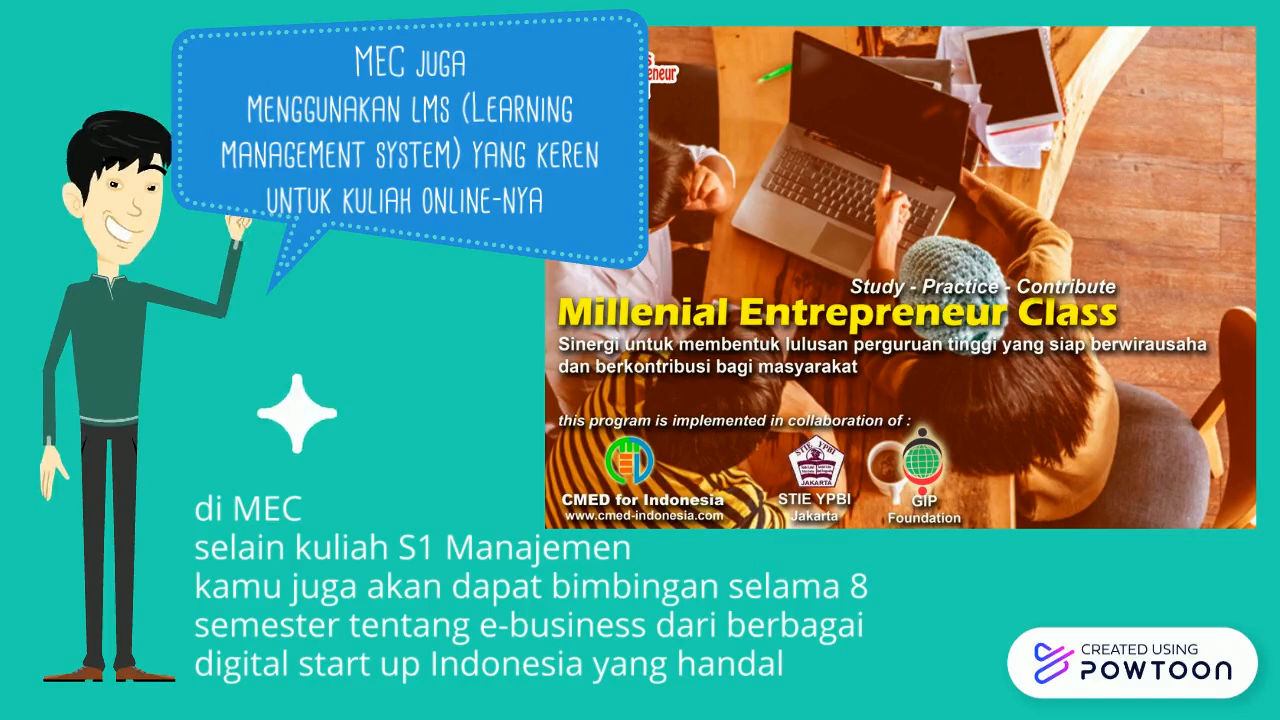 MEC JUGA
MENGGUNAKAN LMS (LEARNING
MANAGEMENT SYSTEM) YANG KEREN
UNTUK KULIAH ONLINE-NYA
Study - Practice - Contribute
Millenial Entrepreneur Class
Sinergi untuk membentuk lulusan perguruan tinggi yang siap berwirausaha
dan berkontribusi bagi masyarakat
this program is implemented in collaboration of :
CMED for Indonesia
www.cmed-indonesia.com
STIE YPBI
JAKARTA
STIE YPBI
Jakarta
GIP
Foundation
di MEC
selain kuliah S1 Manajemen
kamu juga akan dapat bimbingan selama 8
semester tentang e-business dari berbagai
digital start up Indonesia yang handal
CREATED USING
POWTOON